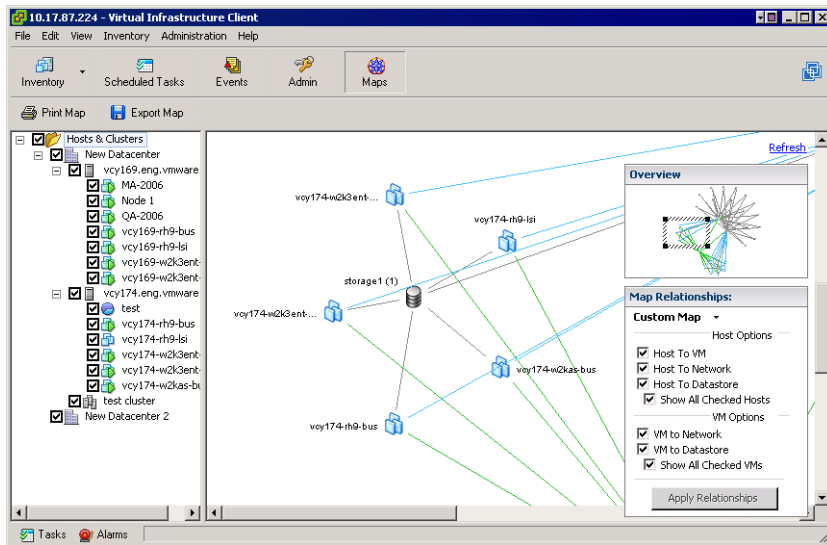 10.17.87.224 - Virtual Infrastructure Client
File Edit View Inventory Administration Help
Inventory Scheduled Tasks Events Admin Maps
Print Map Export Map
Hosts & Clusters
New Datacenter
vcy169.eng.vmware
MA-2006
Node 1
QA-2006
vcy169-rh9-bus
vcy169-rh9-lsi
vcy169-w2k3ent-
vcy169-w2k3ent-
vcy174.eng.vmware
test
vcy174-rh9-bus
vcy174-rh9-lsi
vcy174-w2k3ent-
vcy174-w2k3ent-
vcy174-w2kas-bu
test cluster
New Datacenter 2
Refresh
vcy174-w2k3ent-...
vcy174-rh9-lsi
storage1 (1)
vcy174-w2k3ent-...
vcy174-w2kas-bus
vcy174-rh9-bus
Overview
Map Relationships:
Custom Map
Host Options
Host To VM
Host To Network
Host To Datastore
Show All Checked Hosts
VM Options
VM to Network
VM to Datastore
Show All Checked VMs
Apply Relationships
Tasks Alarms